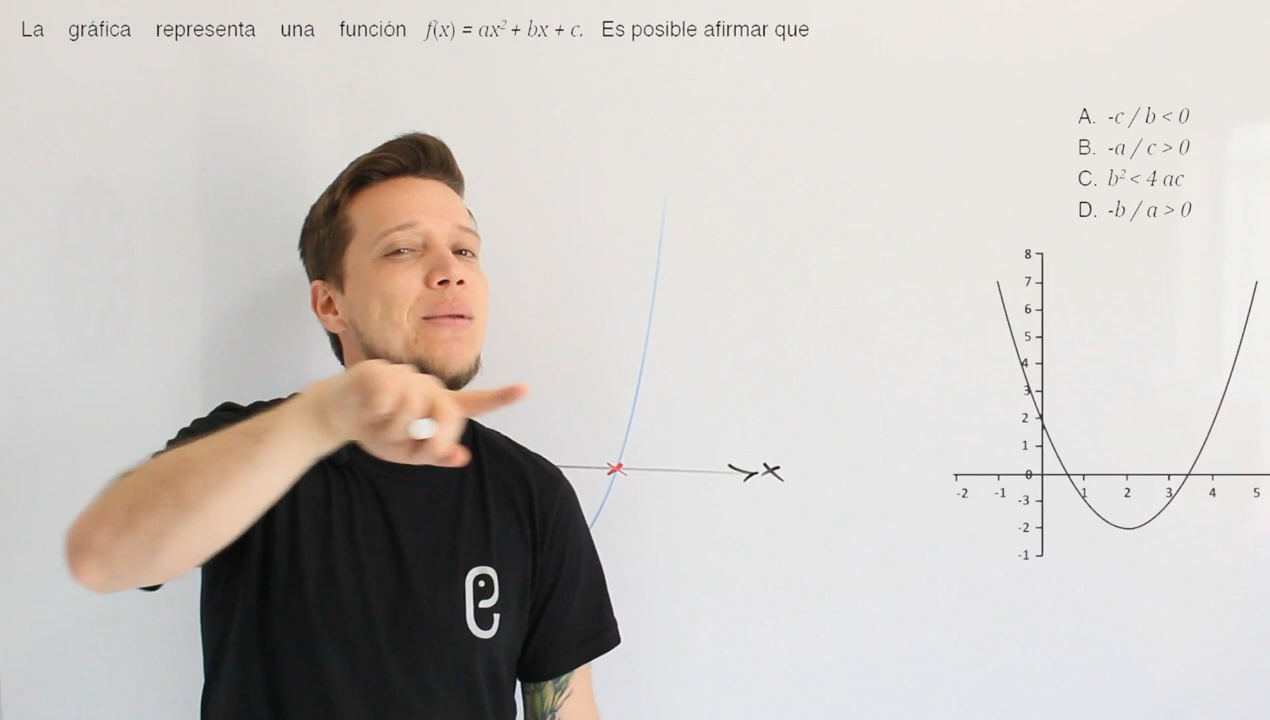 La gráfica representa una función f(x) = ax² + bx + c. Es posible afirmar que
A. -c / b < 0
B. -a / c > 0
C. b² < 4 ac
D. -b / a > 0
8
7
6
5
4
3
2
1
0
-2 -1 1 2 3 4 5
-3
-2
-1
x
e